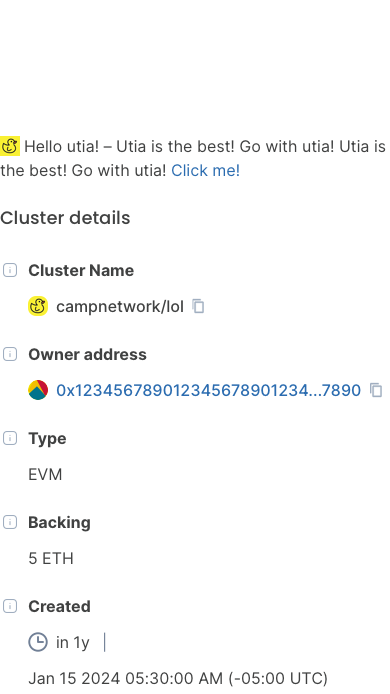 Hello utia! – Utia is the best! Go with utia! Utia is
the best! Go with utia! Click me!
Cluster details
Cluster Name
campnetwork/lol
Owner address
0x123456789012345678901234...7890
Type
EVM
Backing
5 ETH
Created
in 1y |
Jan 15 2024 05:30:00 AM (-05:00 UTC)